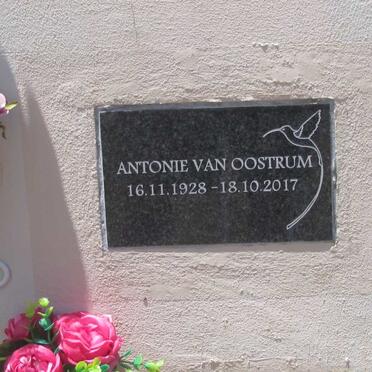 ANTONIE VAN OOSTRUM
16.11.1928 - 18.10.2017